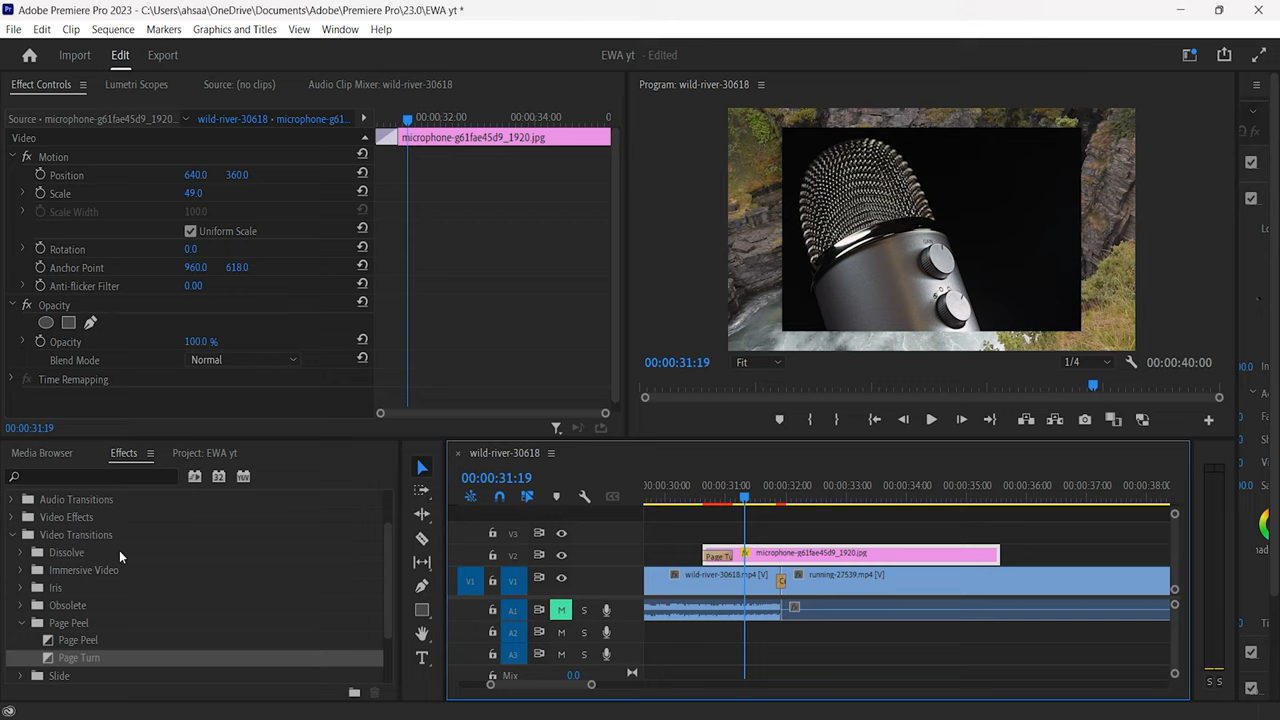 Adobe Premiere Pro 2023 - C:\Users\ahsaa\OneDrive\Documents\Adobe\Premiere Pro\23.0\EWA yt *
File Edit Clip Sequence Markers Graphics and Titles View Window Help
Import Edit Export
EWA yt - Edited
Effect Controls Lumetri Scopes Source: (no clips) Audio Clip Mixer: wild-river-30618
Program: wild-river-30618
Source • microphone-g61fae45d9_1920... wild-river-30618 • microphone-g61...
00:00:32:00 00:00:34:00
Video
microphone-g61fae45d9_1920.jpg
fx Motion
Position 640.0 360.0
Scale 49.0
Scale Width 100.0
Uniform Scale
Rotation 0.0
Anchor Point 960.0 618.0
Anti-flicker Filter 0.00
fx Opacity
Opacity 100.0 %
Blend Mode Normal
fx Time Remapping
00:00:31:19
00:00:31:19 Fit 1/4 00:00:40:00
Media Browser Effects Project: EWA yt
Audio Transitions
Video Effects
Video Transitions
Dissolve
Immersive Video
Iris
Obsolete
Page Peel
Page Peel
Page Turn
Slide
× wild-river-30618
00:00:31:19
00:00:30:00 00:00:31:00 00:00:32:00 00:00:33:00 00:00:34:00 00:00:35:00 00:00:36:00 00:00:37:00 00:00:38:0
V3
V2 Page Tu fx microphone-g61fae45d9_1920.jpg
V1 V1 fx wild-river-30618.mp4 [V] fx running-27539.mp4 [V]
A1 M S
A2 M S
A3 M S
Mix 0.0
S S